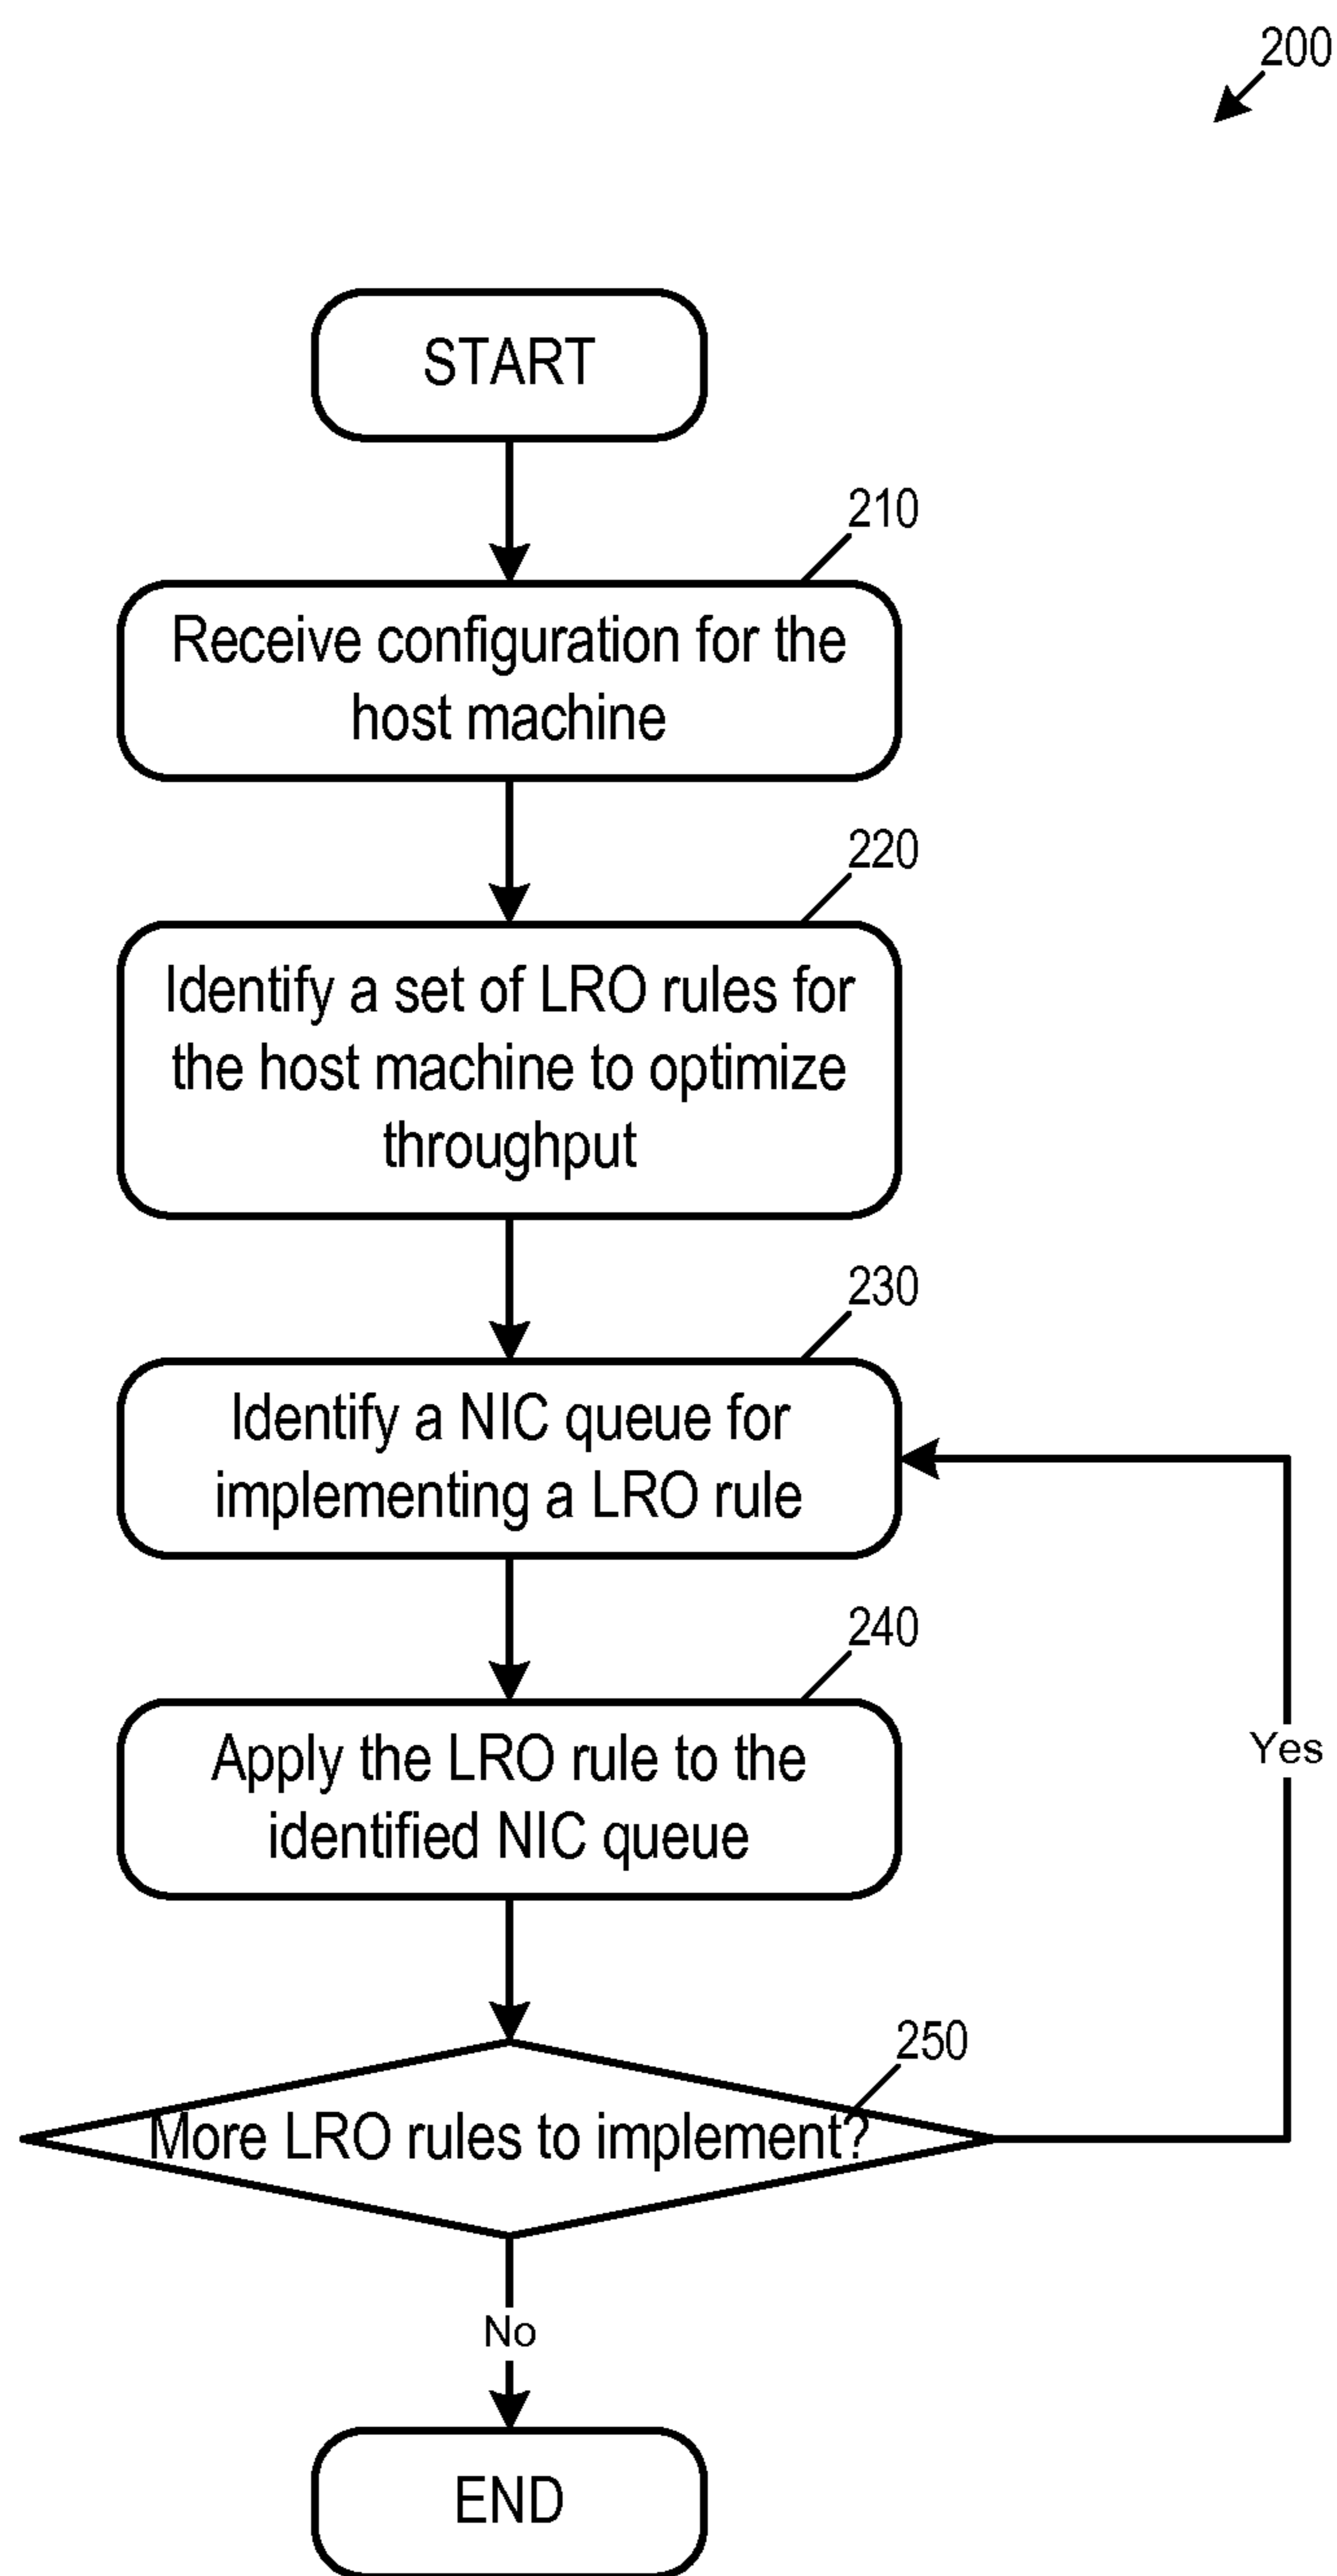 200
START
210
Receive configuration for the
host machine
220
Identify a set of LRO rules for
the host machine to optimize
throughput
230
Identify a NIC queue for
implementing a LRO rule
240
Apply the LRO rule to the
identified NIC queue
Yes
250
More LRO rules to implement?
No
END